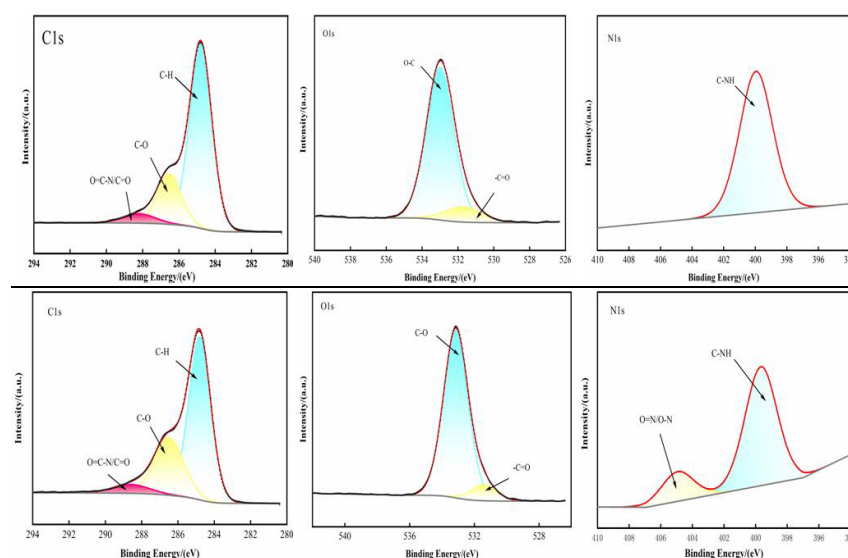 C1s
C-H
C-O
O=C-N/C=O
Intensity/(a.u.)
294 292 290 288 286 284 282 280
Binding Energy/(eV)
O1s
O-C
-C=O
Intensity/(a.u.)
540 538 536 534 532 530 528 526
Binding Energy/(eV)
N1s
C-NH
Intensity/(a.u.)
410 408 406 404 402 400 398 396
Binding Energy/(eV)
C1s
C-H
C-O
O=C-N/C=O
Intensity/(a.u.)
294 292 290 288 286 284 282 280
Binding Energy/(eV)
O1s
C-O
-C=O
Intensity/(a.u.)
540 536 532 528
Binding Energy/(eV)
N1s
C-NH
O=N/O-N
Intensity/(a.u.)
410 408 406 404 402 400 398 396
Binding Energy/(eV)